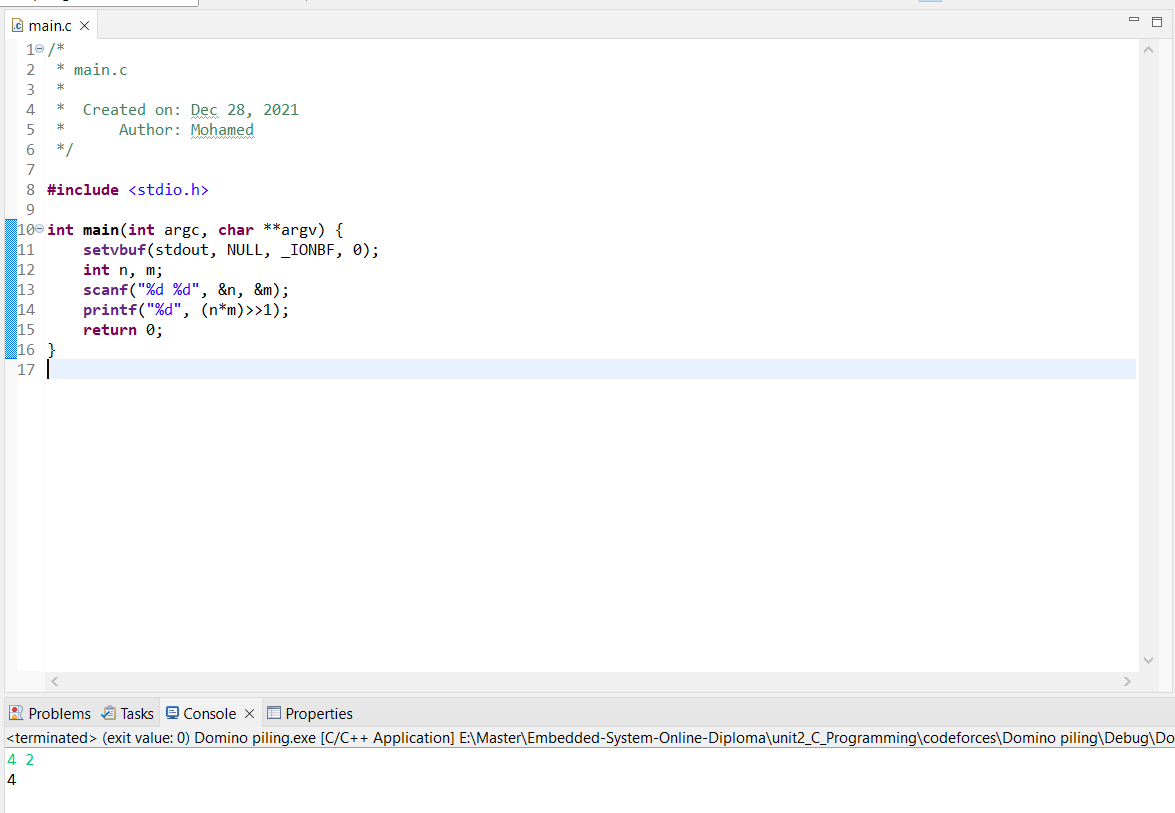 main.c
1 /*
2  * main.c
3  *
4  *  Created on: Dec 28, 2021
5  *      Author: Mohamed
6  */
7
8 #include <stdio.h>
9
10 int main(int argc, char **argv) {
11     setvbuf(stdout, NULL, _IONBF, 0);
12     int n, m;
13     scanf("%d %d", &n, &m);
14     printf("%d", (n*m)>>1);
15     return 0;
16 }
17
Problems Tasks Console Properties
<terminated> (exit value: 0) Domino piling.exe [C/C++ Application] E:\Master\Embedded-System-Online-Diploma\unit2_C_Programming\codeforces\Domino piling\Debug\Do
4 2
4